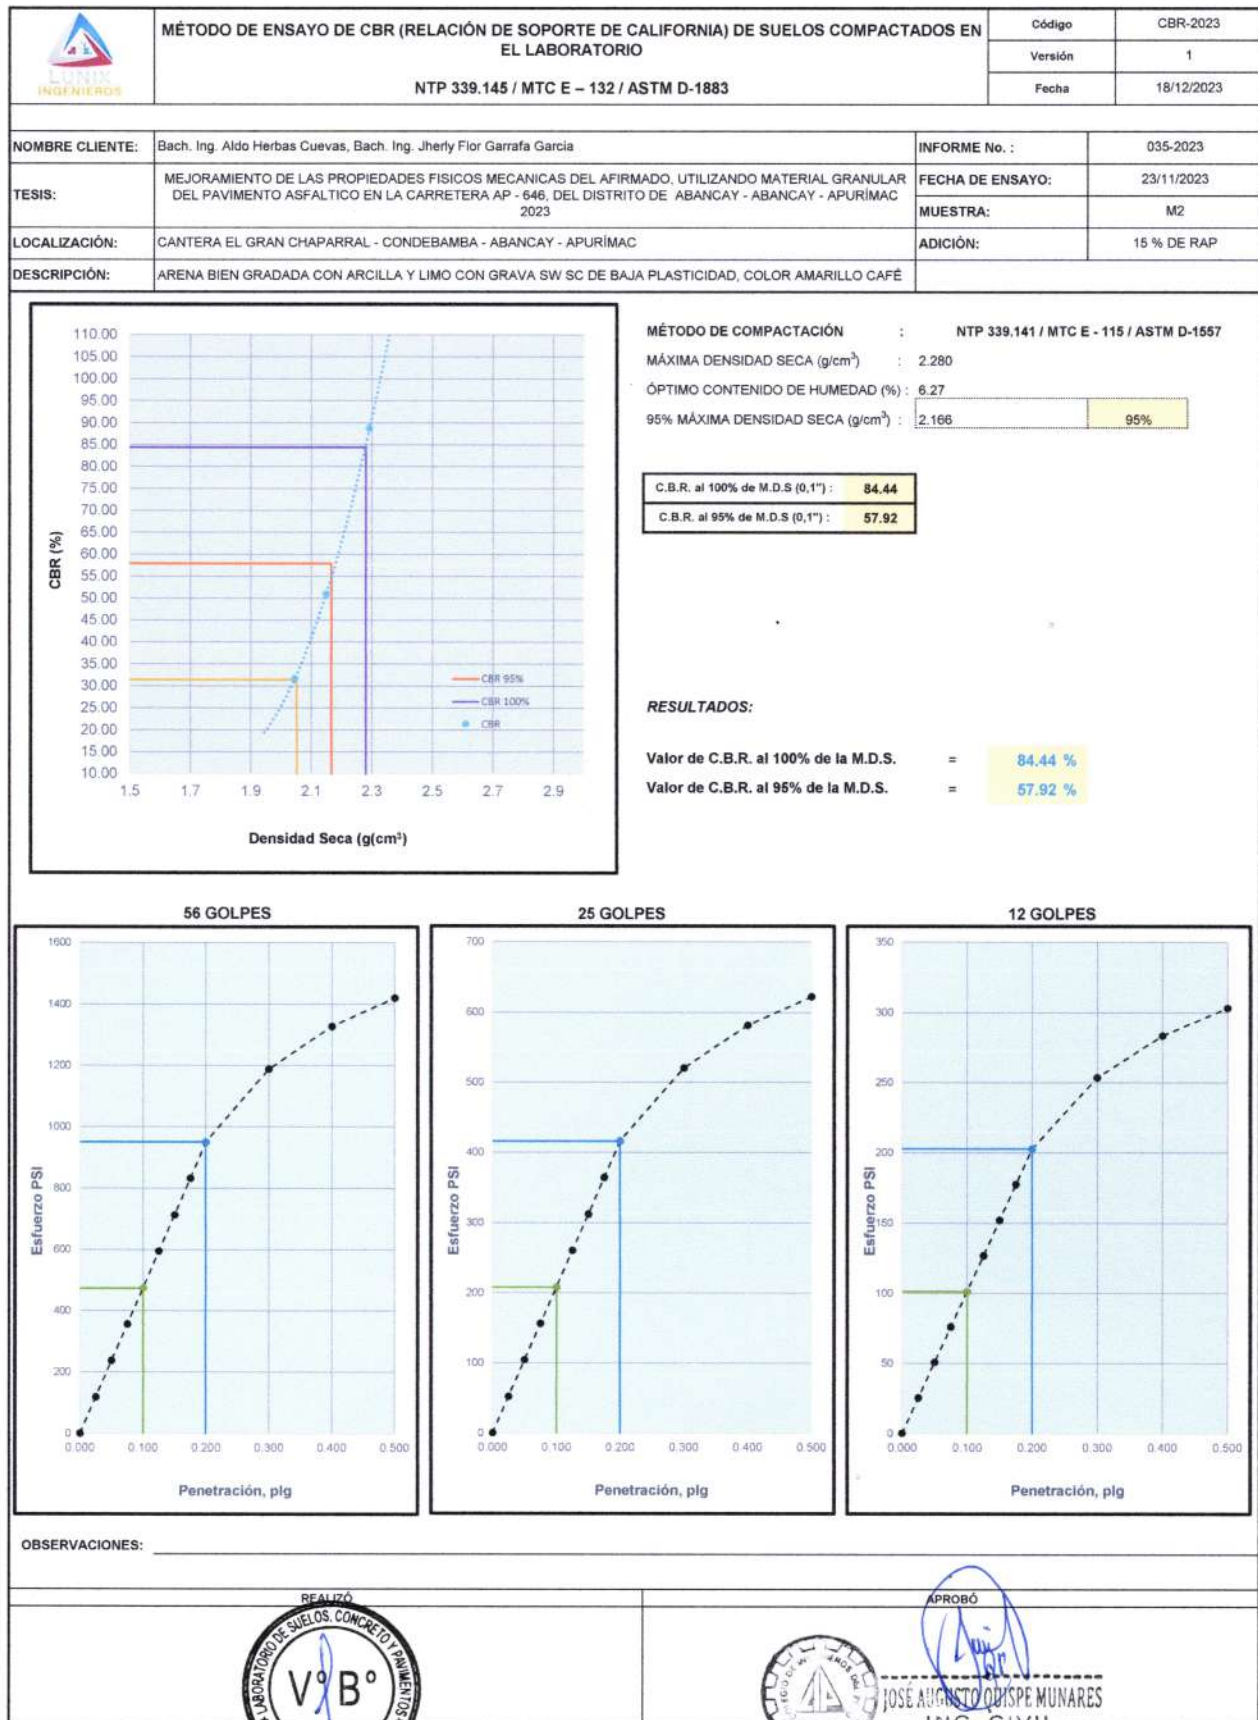 LUNIX
INGENIEROS
MÉTODO DE ENSAYO DE CBR (RELACIÓN DE SOPORTE DE CALIFORNIA) DE SUELOS COMPACTADOS EN
EL LABORATORIO
NTP 339.145 / MTC E – 132 / ASTM D-1883
Código CBR-2023
Versión 1
Fecha 18/12/2023
NOMBRE CLIENTE: Bach. Ing. Aldo Herbas Cuevas, Bach. Ing. Jherly Flor Garrafa Garcia
INFORME No. : 035-2023
TESIS: MEJORAMIENTO DE LAS PROPIEDADES FISICOS MECANICAS DEL AFIRMADO, UTILIZANDO MATERIAL GRANULAR
DEL PAVIMENTO ASFALTICO EN LA CARRETERA AP - 646, DEL DISTRITO DE ABANCAY - ABANCAY - APURÍMAC
2023
FECHA DE ENSAYO: 23/11/2023
MUESTRA: M2
LOCALIZACIÓN: CANTERA EL GRAN CHAPARRAL - CONDEBAMBA - ABANCAY - APURÍMAC
ADICIÓN: 15 % DE RAP
DESCRIPCIÓN: ARENA BIEN GRADADA CON ARCILLA Y LIMO CON GRAVA SW SC DE BAJA PLASTICIDAD, COLOR AMARILLO CAFÉ
110.00
105.00
100.00
95.00
90.00
85.00
80.00
75.00
70.00
65.00
60.00
55.00
50.00
45.00
40.00
35.00
30.00
25.00
20.00
15.00
10.00
CBR (%)
1.5 1.7 1.9 2.1 2.3 2.5 2.7 2.9
Densidad Seca (g(cm³)
CBR 95%
CBR 100%
CBR
MÉTODO DE COMPACTACIÓN : NTP 339.141 / MTC E - 115 / ASTM D-1557
MÁXIMA DENSIDAD SECA (g/cm³) : 2.280
ÓPTIMO CONTENIDO DE HUMEDAD (%) : 6.27
95% MÁXIMA DENSIDAD SECA (g/cm³) : 2.166 95%
C.B.R. al 100% de M.D.S (0,1") : 84.44
C.B.R. al 95% de M.D.S (0,1") : 57.92
RESULTADOS:
Valor de C.B.R. al 100% de la M.D.S. = 84.44 %
Valor de C.B.R. al 95% de la M.D.S. = 57.92 %
56 GOLPES
1600
1400
1200
1000
800
600
400
200
0
Esfuerzo PSI
0.000 0.100 0.200 0.300 0.400 0.500
Penetración, plg
25 GOLPES
700
600
500
400
300
200
100
0
Esfuerzo PSI
0.000 0.100 0.200 0.300 0.400 0.500
Penetración, plg
12 GOLPES
350
300
250
200
150
100
50
0
Esfuerzo PSI
0.000 0.100 0.200 0.300 0.400 0.500
Penetración, plg
OBSERVACIONES:
REALIZÓ
APROBÓ
LABORATORIO DE SUELOS, CONCRETO Y PAVIMENTOS
V° B°
JOSÉ AUGUSTO QUISPE MUNARES
ING. CIVIL